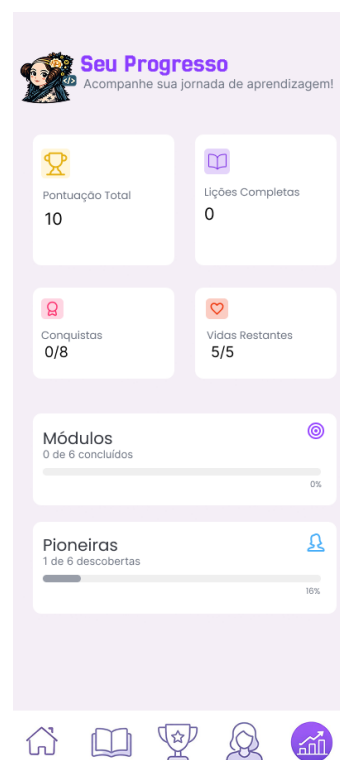 Seu Progresso
Acompanhe sua jornada de aprendizagem!
</>
Pontuação Total
10
Lições Completas
0
Conquistas
0/8
Vidas Restantes
5/5
Módulos
0 de 6 concluídos
0%
Pioneiras
1 de 6 descobertas
16%